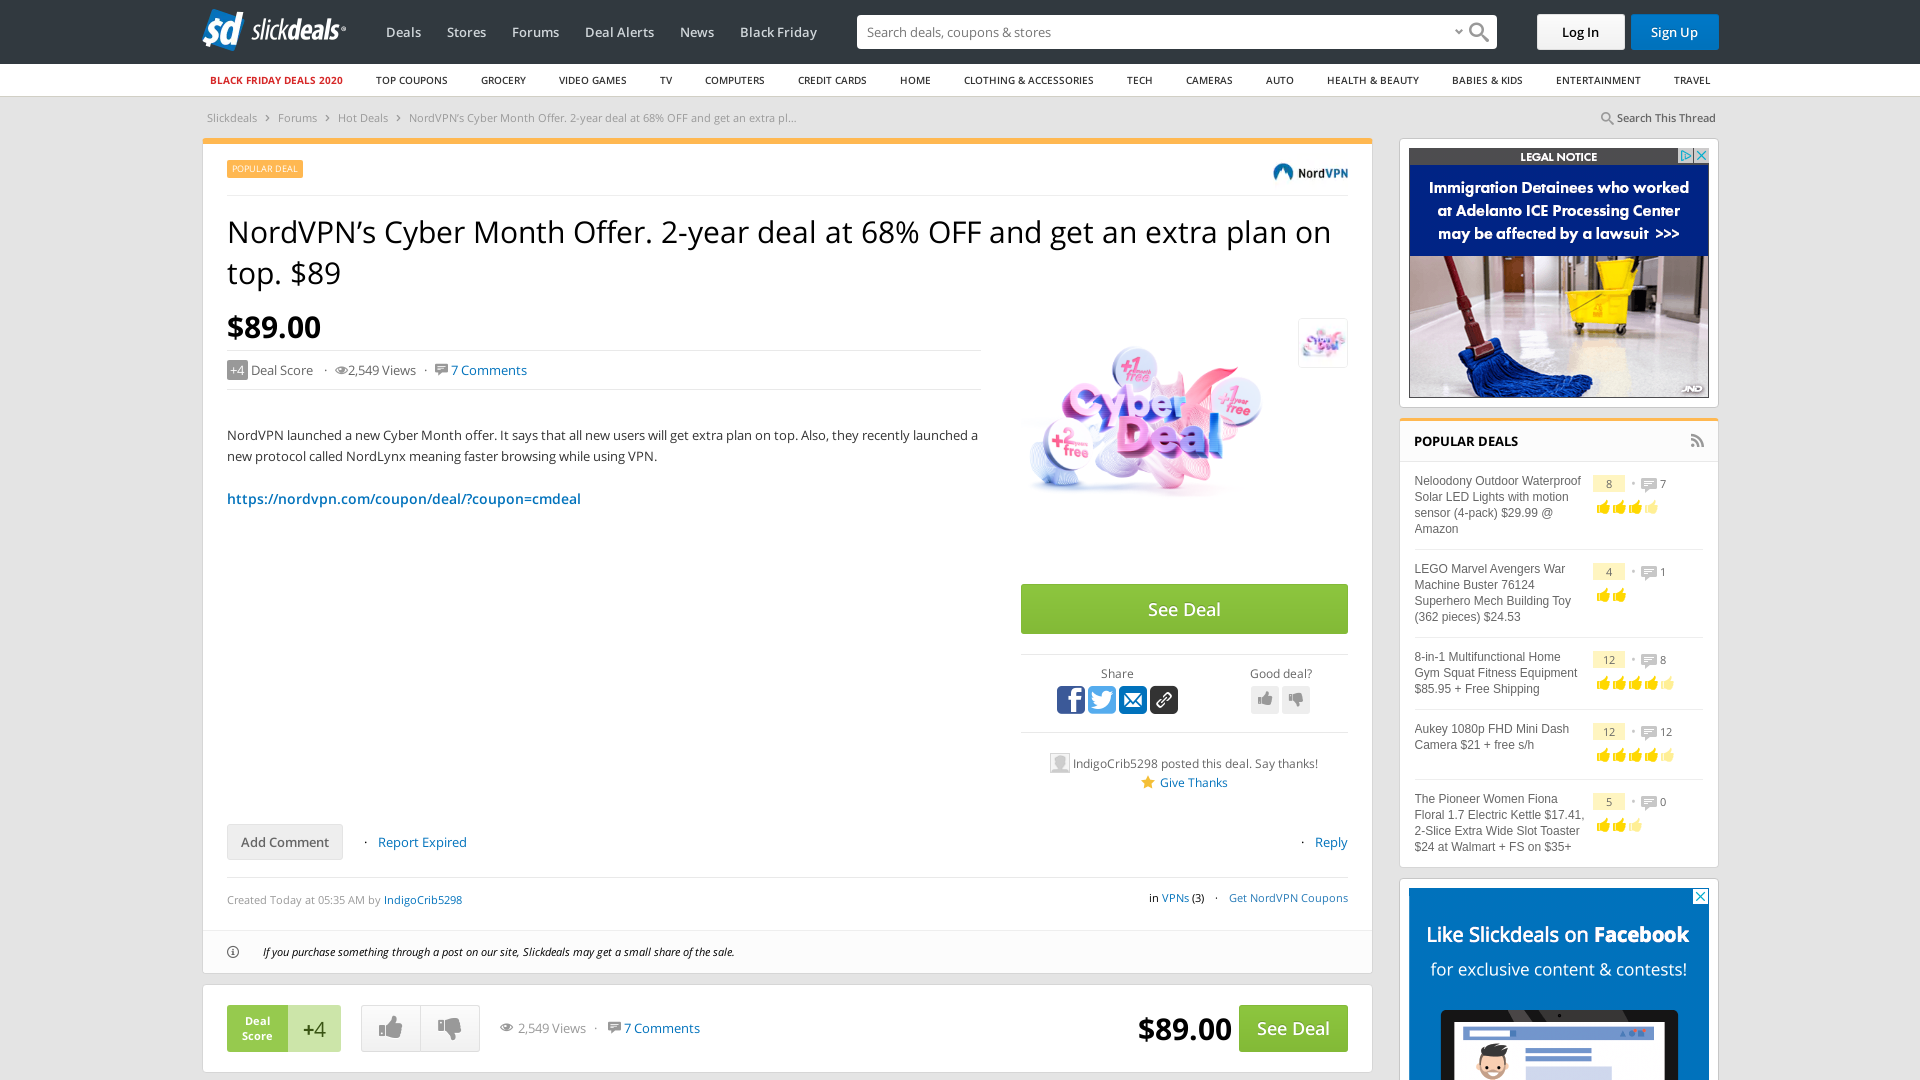 slickdeals
Deals
Stores
Forums
Deal Alerts
News
Black Friday
Search deals, coupons & stores
Log In
Sign Up
BLACK FRIDAY DEALS 2020
TOP COUPONS
GROCERY
VIDEO GAMES
TV
COMPUTERS
CREDIT CARDS
HOME
CLOTHING & ACCESSORIES
TECH
CAMERAS
AUTO
HEALTH & BEAUTY
BABIES & KIDS
ENTERTAINMENT
TRAVEL
Slickdeals › Forums › Hot Deals › NordVPN’s Cyber Month Offer. 2-year deal at 68% OFF and get an extra pl...
Search This Thread
POPULAR DEAL
NordVPN
NordVPN’s Cyber Month Offer. 2-year deal at 68% OFF and get an extra plan on
top. $89
$89.00
+4 Deal Score · 2,549 Views · 7 Comments
NordVPN launched a new Cyber Month offer. It says that all new users will get extra plan on top. Also, they recently launched a
new protocol called NordLynx meaning faster browsing while using VPN.
https://nordvpn.com/coupon/deal/?coupon=cmdeal
+1
month
free
Cyber
Deal
+1
year
free
+2
free
See Deal
Share
Good deal?
IndigoCrib5298 posted this deal. Say thanks!
Give Thanks
Add Comment
· Report Expired
· Reply
Created Today at 05:35 AM by IndigoCrib5298
in VPNs (3) · Get NordVPN Coupons
If you purchase something through a post on our site, Slickdeals may get a small share of the sale.
Deal
Score
+4
2,549 Views · 7 Comments
$89.00
See Deal
LEGAL NOTICE
Immigration Detainees who worked
at Adelanto ICE Processing Center
may be affected by a lawsuit >>>
JND
POPULAR DEALS
Neloodony Outdoor Waterproof
Solar LED Lights with motion
sensor (4-pack) $29.99 @
Amazon
8 • 7
LEGO Marvel Avengers War
Machine Buster 76124
Superhero Mech Building Toy
(362 pieces) $24.53
4 • 1
8-in-1 Multifunctional Home
Gym Squat Fitness Equipment
$85.95 + Free Shipping
12 • 8
Aukey 1080p FHD Mini Dash
Camera $21 + free s/h
12 • 12
The Pioneer Women Fiona
Floral 1.7 Electric Kettle $17.41,
2-Slice Extra Wide Slot Toaster
$24 at Walmart + FS on $35+
5 • 0
Like Slickdeals on Facebook
for exclusive content & contests!